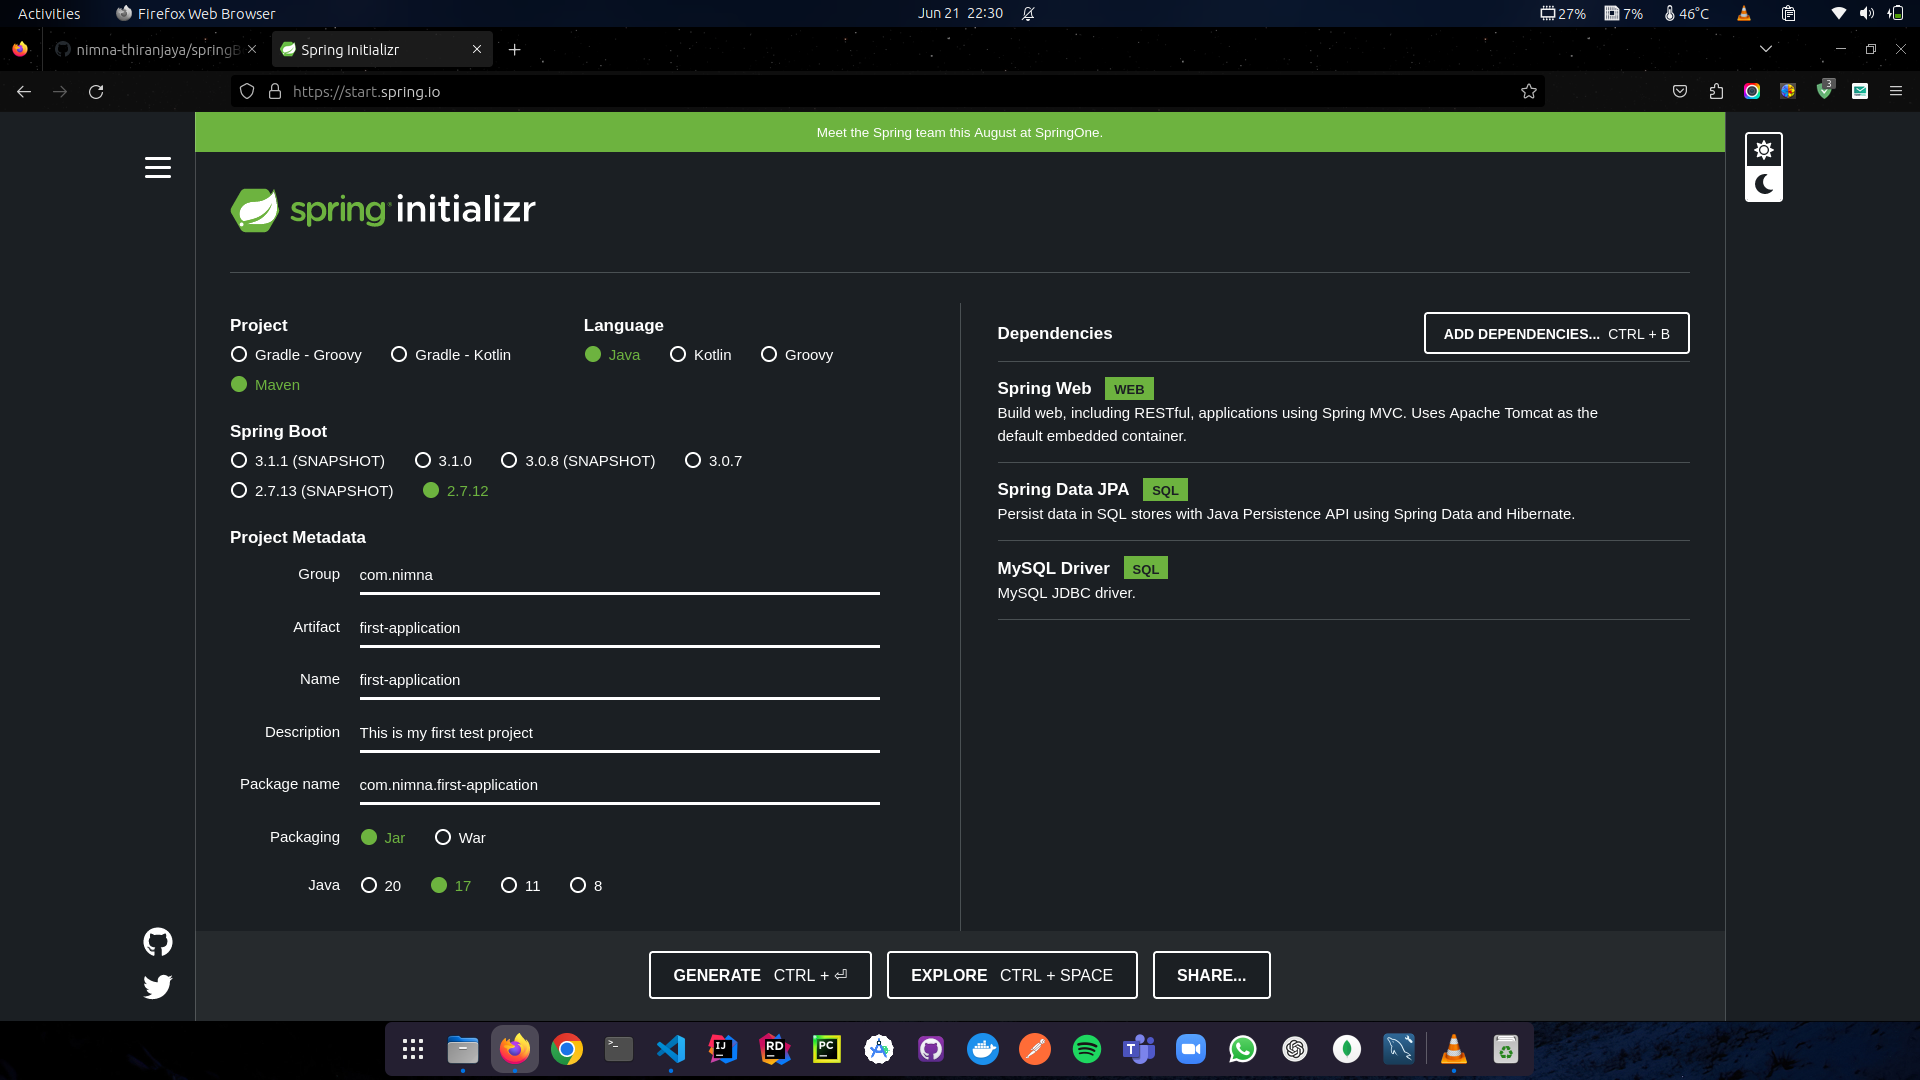 Activities Firefox Web Browser Jun 21 22:30 27% 7% 46°C
nimna-thiranjaya/springB Spring Initializr
https://start.spring.io 3
Meet the Spring team this August at SpringOne.
spring initializr
Project
Gradle - Groovy Gradle - Kotlin
Maven
Language
Java Kotlin Groovy
Spring Boot
3.1.1 (SNAPSHOT) 3.1.0 3.0.8 (SNAPSHOT) 3.0.7
2.7.13 (SNAPSHOT) 2.7.12
Project Metadata
Group com.nimna
Artifact first-application
Name first-application
Description This is my first test project
Package name com.nimna.first-application
Packaging Jar War
Java 20 17 11 8
Dependencies ADD DEPENDENCIES... CTRL + B
Spring Web WEB
Build web, including RESTful, applications using Spring MVC. Uses Apache Tomcat as the
default embedded container.
Spring Data JPA SQL
Persist data in SQL stores with Java Persistence API using Spring Data and Hibernate.
MySQL Driver SQL
MySQL JDBC driver.
GENERATE CTRL + ⏎ EXPLORE CTRL + SPACE SHARE...
>_ IJ RD PC T